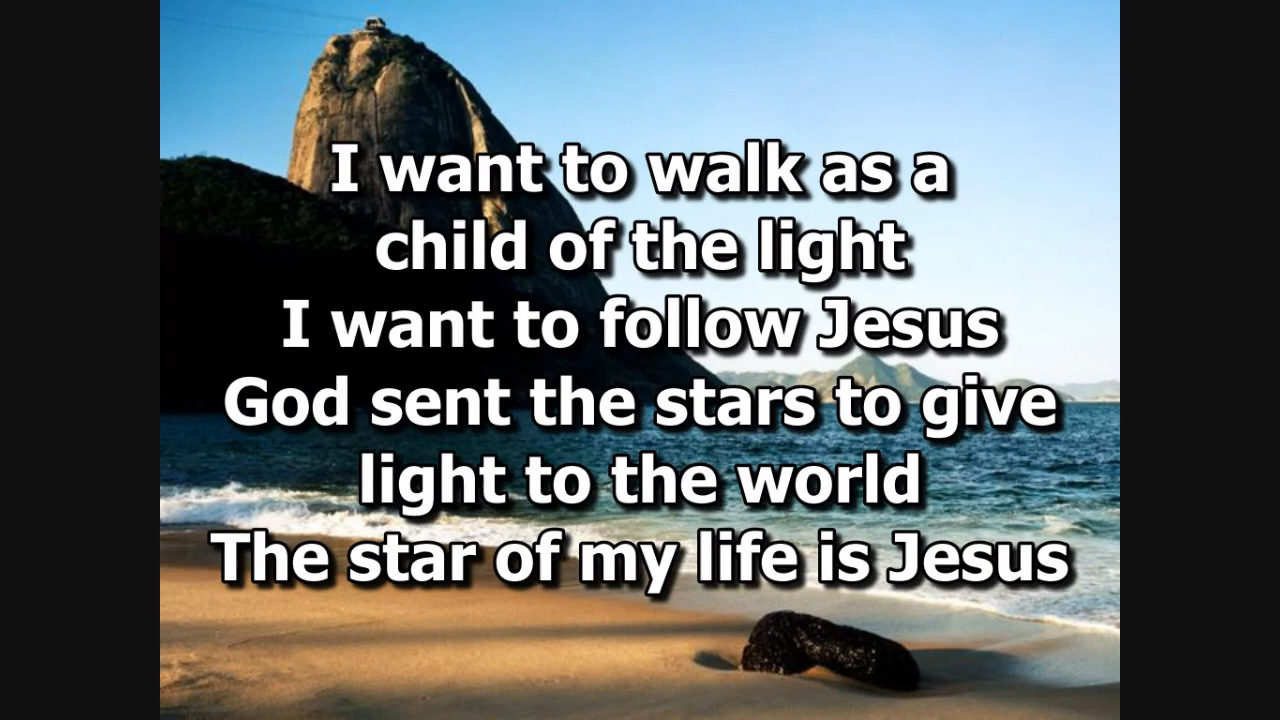 I want to walk as a
child of the light
I want to follow Jesus
God sent the stars to give
light to the world
The star of my life is Jesus